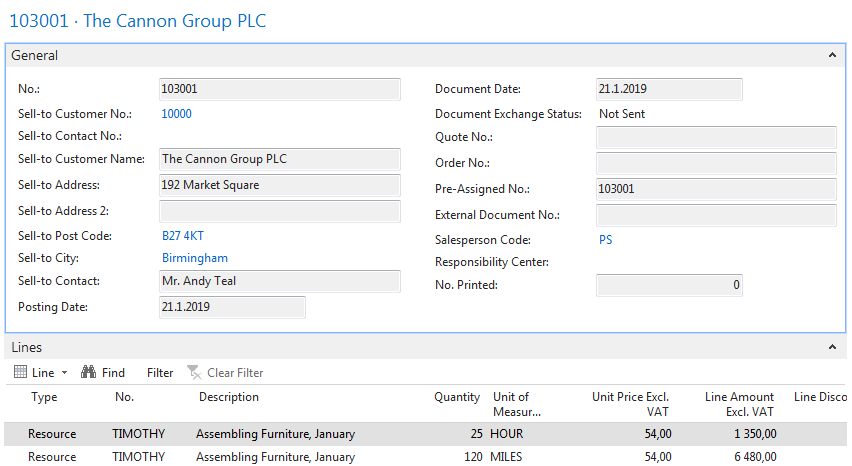 103001 · The Cannon Group PLC
General
No.: 103001
Sell-to Customer No.: 10000
Sell-to Contact No.:
Sell-to Customer Name: The Cannon Group PLC
Sell-to Address: 192 Market Square
Sell-to Address 2:
Sell-to Post Code: B27 4KT
Sell-to City: Birmingham
Sell-to Contact: Mr. Andy Teal
Posting Date: 21.1.2019
Document Date: 21.1.2019
Document Exchange Status: Not Sent
Quote No.:
Order No.:
Pre-Assigned No.: 103001
External Document No.:
Salesperson Code: PS
Responsibility Center:
No. Printed: 0
Lines
Line Find Filter Clear Filter
Type No. Description Quantity Unit of Measur... Unit Price Excl. VAT Line Amount Excl. VAT Line Disco
Resource TIMOTHY Assembling Furniture, January 25 HOUR 54,00 1 350,00
Resource TIMOTHY Assembling Furniture, January 120 MILES 54,00 6 480,00